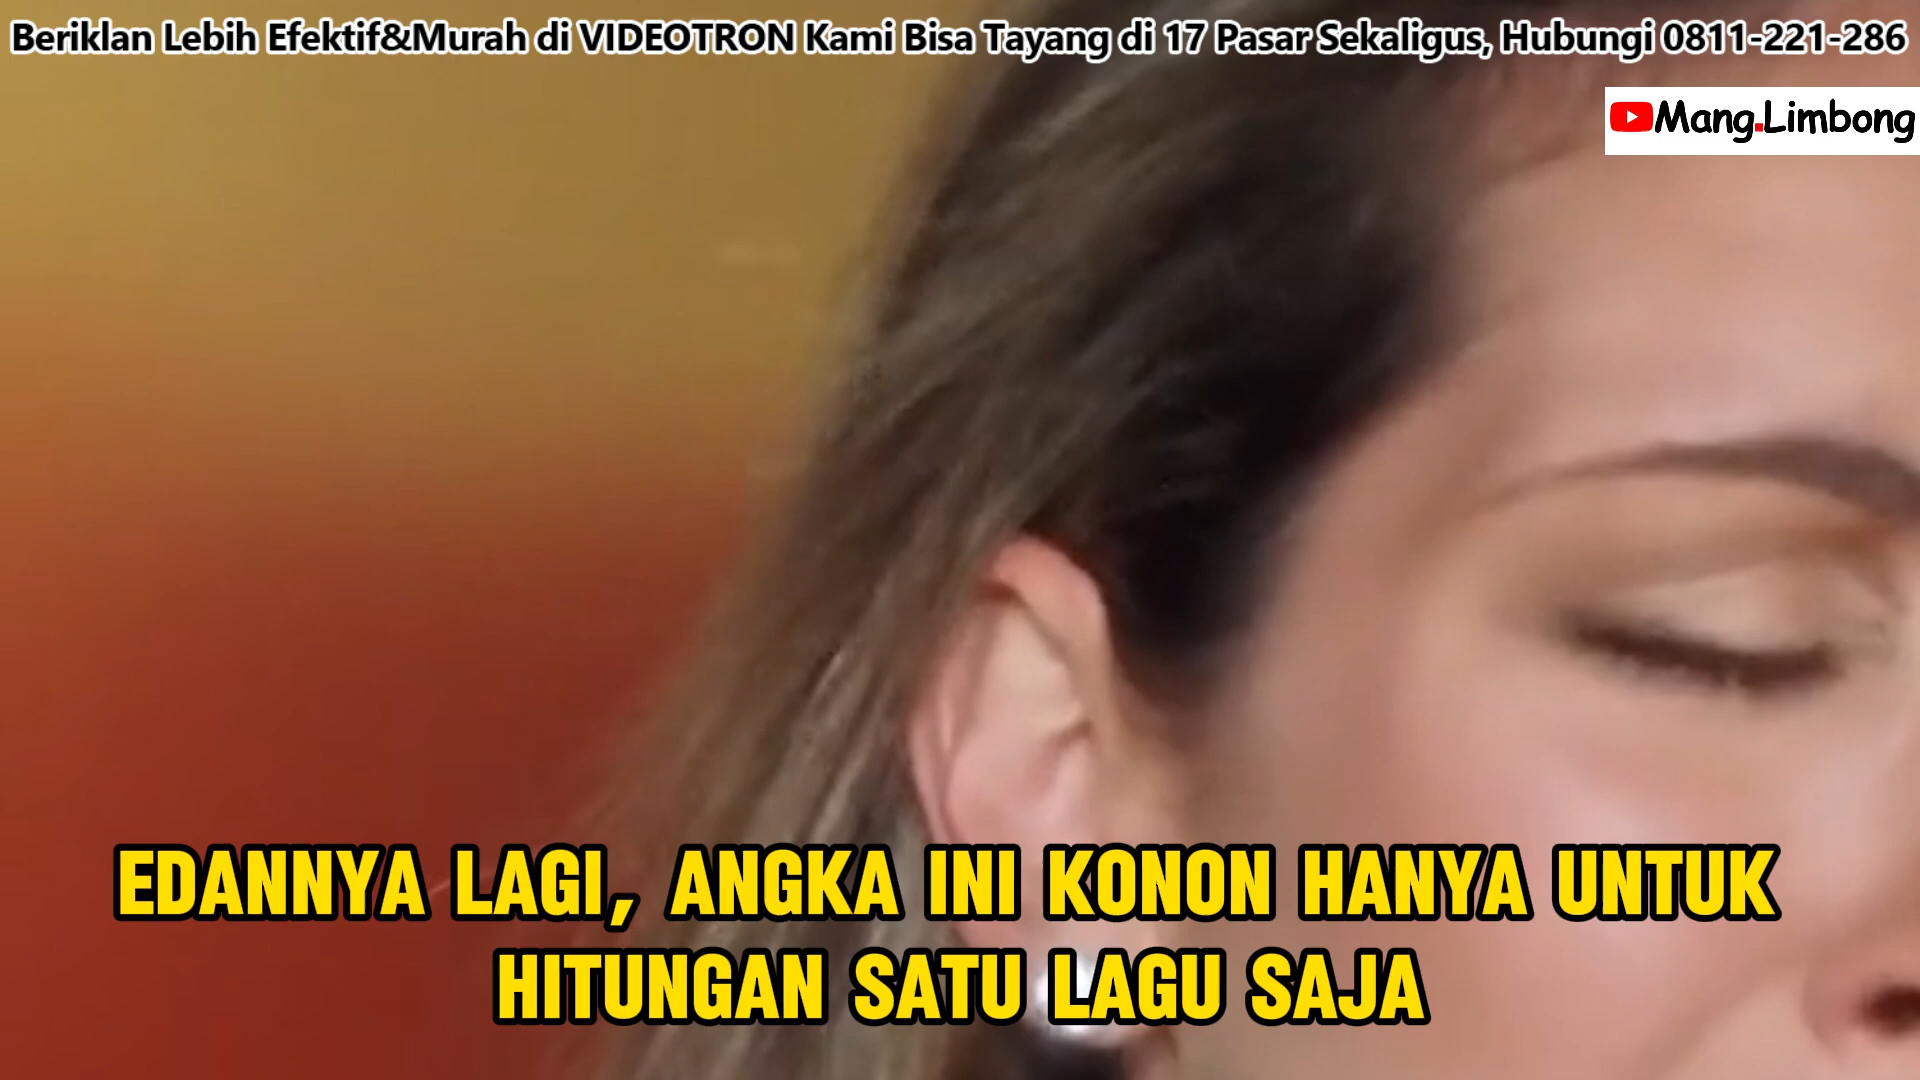 Beriklan Lebih Efektif&Murah di VIDEOTRON Kami Bisa Tayang di 17 Pasar Sekaligus, Hubungi 0811-221-286
Mang.Limbong
EDANNYA LAGI, ANGKA INI KONON HANYA UNTUK
HITUNGAN SATU LAGU SAJA